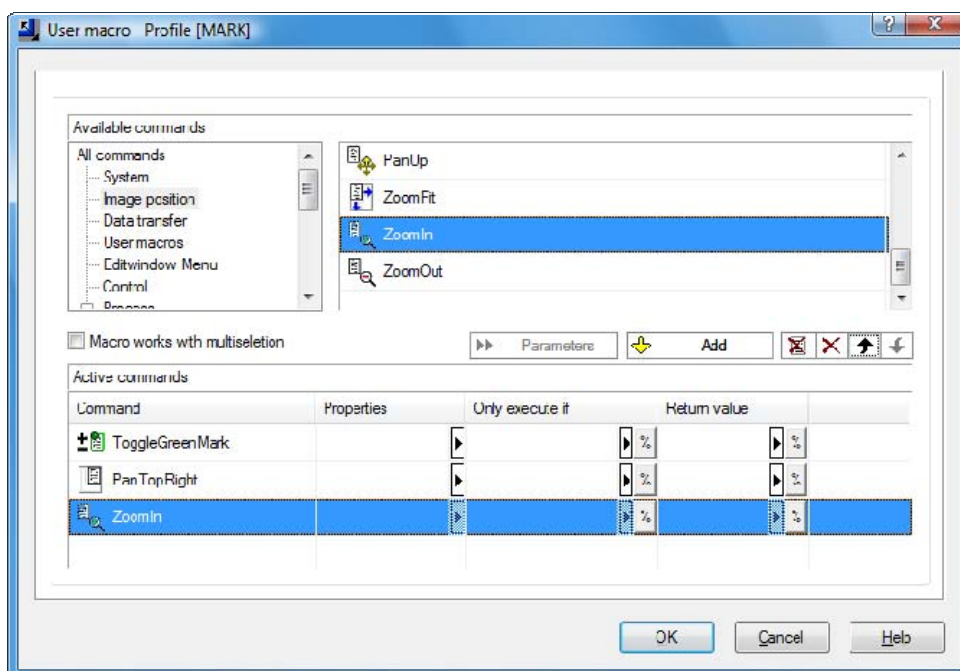 User macro Profile [MARK]
Available commands
All commands
System
Image position
Data transfer
User macros
Editwindow Menu
Control
Process
PanUp
ZoomFit
ZoomIn
ZoomOut
Macro works with multiseletion
Parameters
Add
Active commands
Command Properties Only execute if Return value
ToggleGreenMark
% %
PanTopRight
% %
ZoomIn
% %
OK Cancel Help